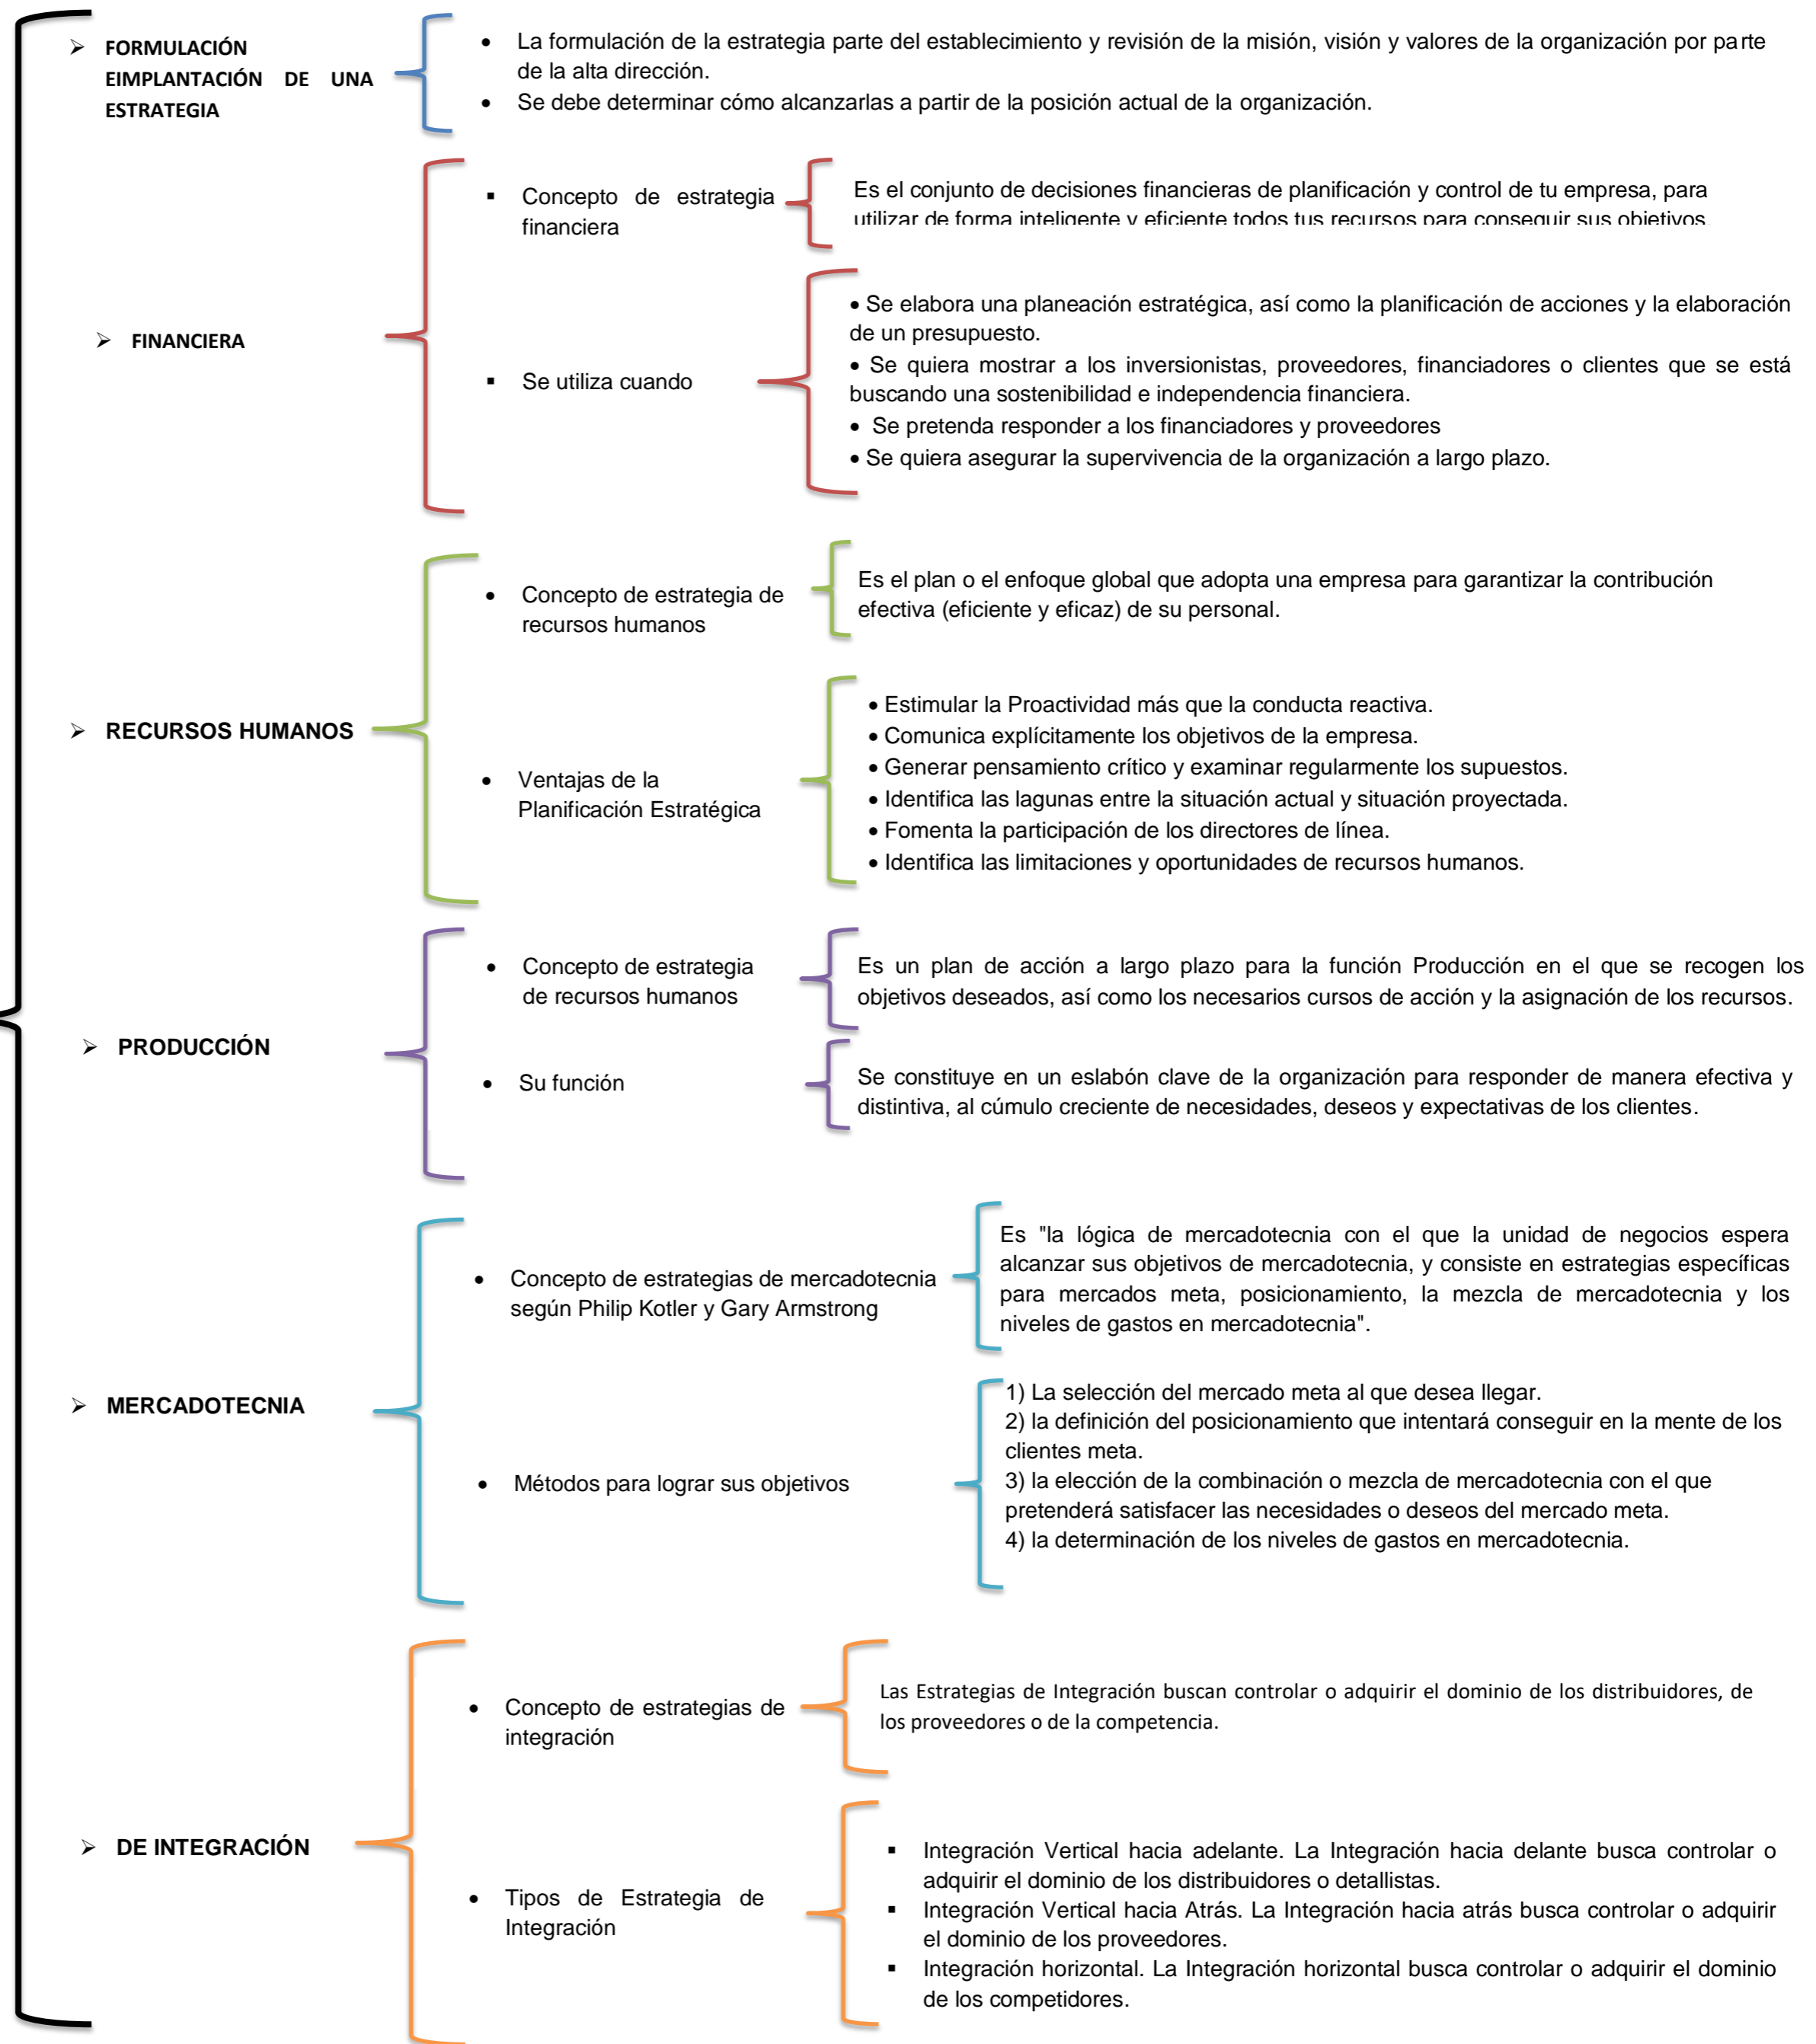 ➢ FORMULACIÓN
EIMPLANTACIÓN DE UNA
ESTRATEGIA
• La formulación de la estrategia parte del establecimiento y revisión de la misión, visión y valores de la organización por parte
de la alta dirección.
• Se debe determinar cómo alcanzarlas a partir de la posición actual de la organización.
➢ FINANCIERA
▪ Concepto de estrategia
financiera
Es el conjunto de decisiones financieras de planificación y control de tu empresa, para
utilizar de forma inteligente y eficiente todos tus recursos para conseguir sus objetivos
▪ Se utiliza cuando
• Se elabora una planeación estratégica, así como la planificación de acciones y la elaboración
de un presupuesto.
• Se quiera mostrar a los inversionistas, proveedores, financiadores o clientes que se está
buscando una sostenibilidad e independencia financiera.
• Se pretenda responder a los financiadores y proveedores
• Se quiera asegurar la supervivencia de la organización a largo plazo.
➢ RECURSOS HUMANOS
• Concepto de estrategia de
recursos humanos
Es el plan o el enfoque global que adopta una empresa para garantizar la contribución
efectiva (eficiente y eficaz) de su personal.
• Ventajas de la
Planificación Estratégica
• Estimular la Proactividad más que la conducta reactiva.
• Comunica explícitamente los objetivos de la empresa.
• Generar pensamiento crítico y examinar regularmente los supuestos.
• Identifica las lagunas entre la situación actual y situación proyectada.
• Fomenta la participación de los directores de línea.
• Identifica las limitaciones y oportunidades de recursos humanos.
➢ PRODUCCIÓN
• Concepto de estrategia
de recursos humanos
Es un plan de acción a largo plazo para la función Producción en el que se recogen los
objetivos deseados, así como los necesarios cursos de acción y la asignación de los recursos.
• Su función
Se constituye en un eslabón clave de la organización para responder de manera efectiva y
distintiva, al cúmulo creciente de necesidades, deseos y expectativas de los clientes.
➢ MERCADOTECNIA
• Concepto de estrategias de mercadotecnia
según Philip Kotler y Gary Armstrong
Es "la lógica de mercadotecnia con el que la unidad de negocios espera
alcanzar sus objetivos de mercadotecnia, y consiste en estrategias específicas
para mercados meta, posicionamiento, la mezcla de mercadotecnia y los
niveles de gastos en mercadotecnia".
• Métodos para lograr sus objetivos
1) La selección del mercado meta al que desea llegar.
2) la definición del posicionamiento que intentará conseguir en la mente de los
clientes meta.
3) la elección de la combinación o mezcla de mercadotecnia con el que
pretenderá satisfacer las necesidades o deseos del mercado meta.
4) la determinación de los niveles de gastos en mercadotecnia.
➢ DE INTEGRACIÓN
• Concepto de estrategias de
integración
Las Estrategias de Integración buscan controlar o adquirir el dominio de los distribuidores, de
los proveedores o de la competencia.
• Tipos de Estrategia de
Integración
▪ Integración Vertical hacia adelante. La Integración hacia delante busca controlar o
adquirir el dominio de los distribuidores o detallistas.
▪ Integración Vertical hacia Atrás. La Integración hacia atrás busca controlar o adquirir
el dominio de los proveedores.
▪ Integración horizontal. La Integración horizontal busca controlar o adquirir el dominio
de los competidores.